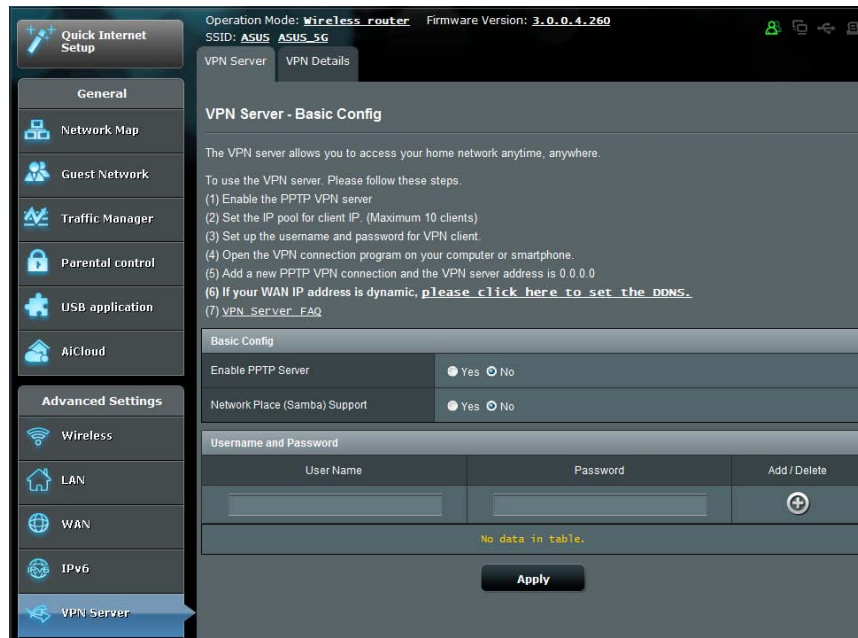 Quick Internet
Setup
General
Network Map
Guest Network
Traffic Manager
Parental control
USB application
AiCloud
Advanced Settings
Wireless
LAN
WAN
IPv6
VPN Server
Operation Mode: Wireless router Firmware Version: 3.0.0.4.260
SSID: ASUS ASUS_5G
VPN Server VPN Details
VPN Server - Basic Config
The VPN server allows you to access your home network anytime, anywhere.
To use the VPN server. Please follow these steps.
(1) Enable the PPTP VPN server
(2) Set the IP pool for client IP. (Maximum 10 clients)
(3) Set up the username and password for VPN client.
(4) Open the VPN connection program on your computer or smartphone.
(5) Add a new PPTP VPN connection and the VPN server address is 0.0.0.0
(6) If your WAN IP address is dynamic, please click here to set the DDNS.
(7) VPN Server FAQ
Basic Config
Enable PPTP Server Yes No
Network Place (Samba) Support Yes No
Username and Password
User Name Password Add / Delete
No data in table.
Apply